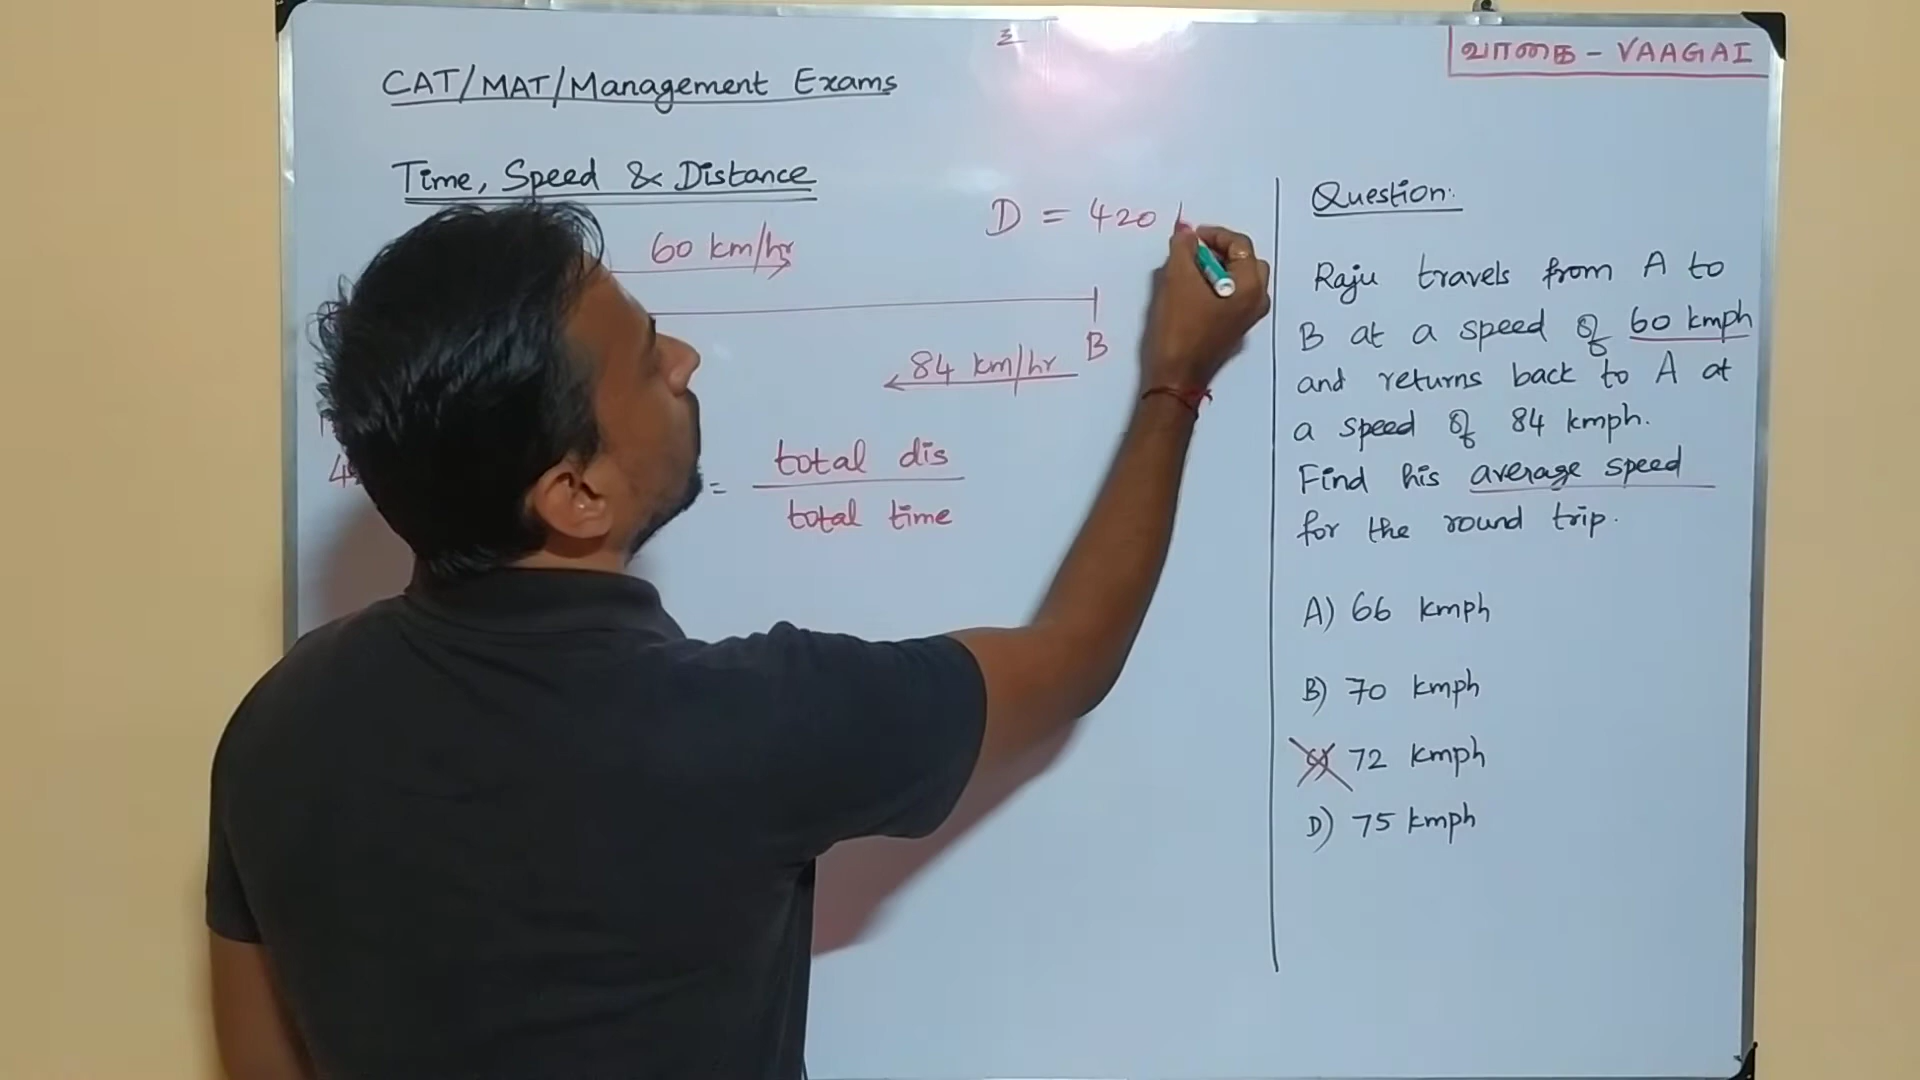 வாகை - VAAGAI
CAT/MAT/Management Exams
Time, Speed & Distance
60 km/hr
D = 420
B
84 km/hr
= total dis
total time
Question:
Raju travels from A to
B at a speed of 60 kmph
and returns back to A at
a speed of 84 kmph.
Find his average speed
for the round trip.
A) 66 kmph
B) 70 kmph
72 kmph
D) 75 kmph